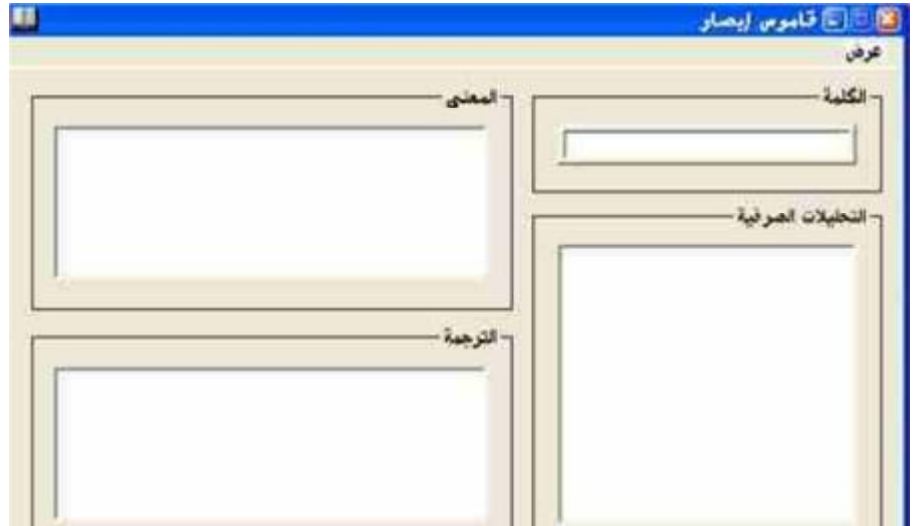 قاموس إبصار
عرض
الكلمة
المعنى
التحليلات الصرفية
الترجمة